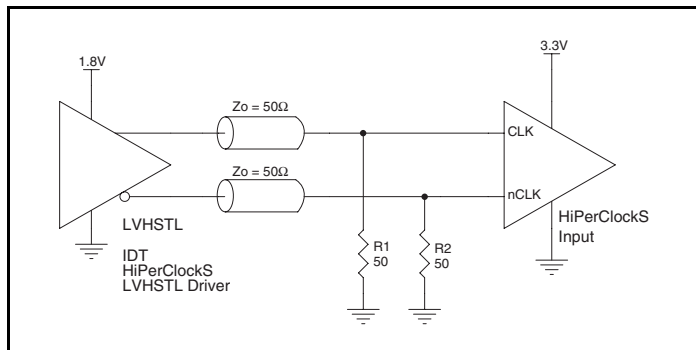 1.8V
3.3V
Zo = 50Ω
CLK
Zo = 50Ω
nCLK
LVHSTL
IDT
HiPerClockS
LVHSTL Driver
R1
50
R2
50
HiPerClockS
Input